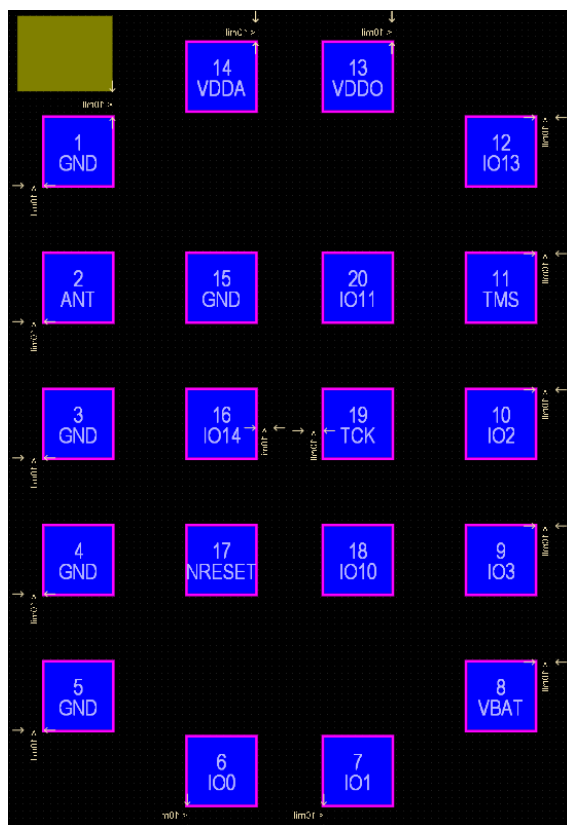 14
VDDA
13
VDDO
1
GND
12
IO13
2
ANT
15
GND
20
IO11
11
TMS
3
GND
16
IO14
19
TCK
10
IO2
4
GND
17
NRESET
18
IO10
9
IO3
5
GND
8
VBAT
6
IO0
7
IO1